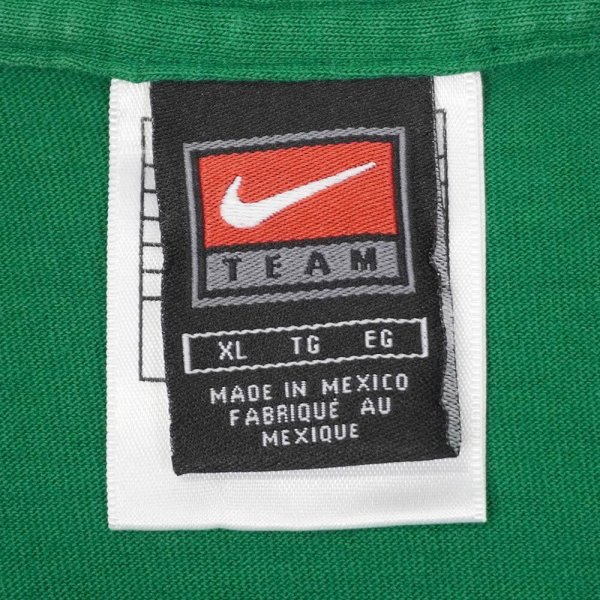 TEAM
XL TG EG
MADE IN MEXICO
FABRIQUÉ AU
MEXIQUE